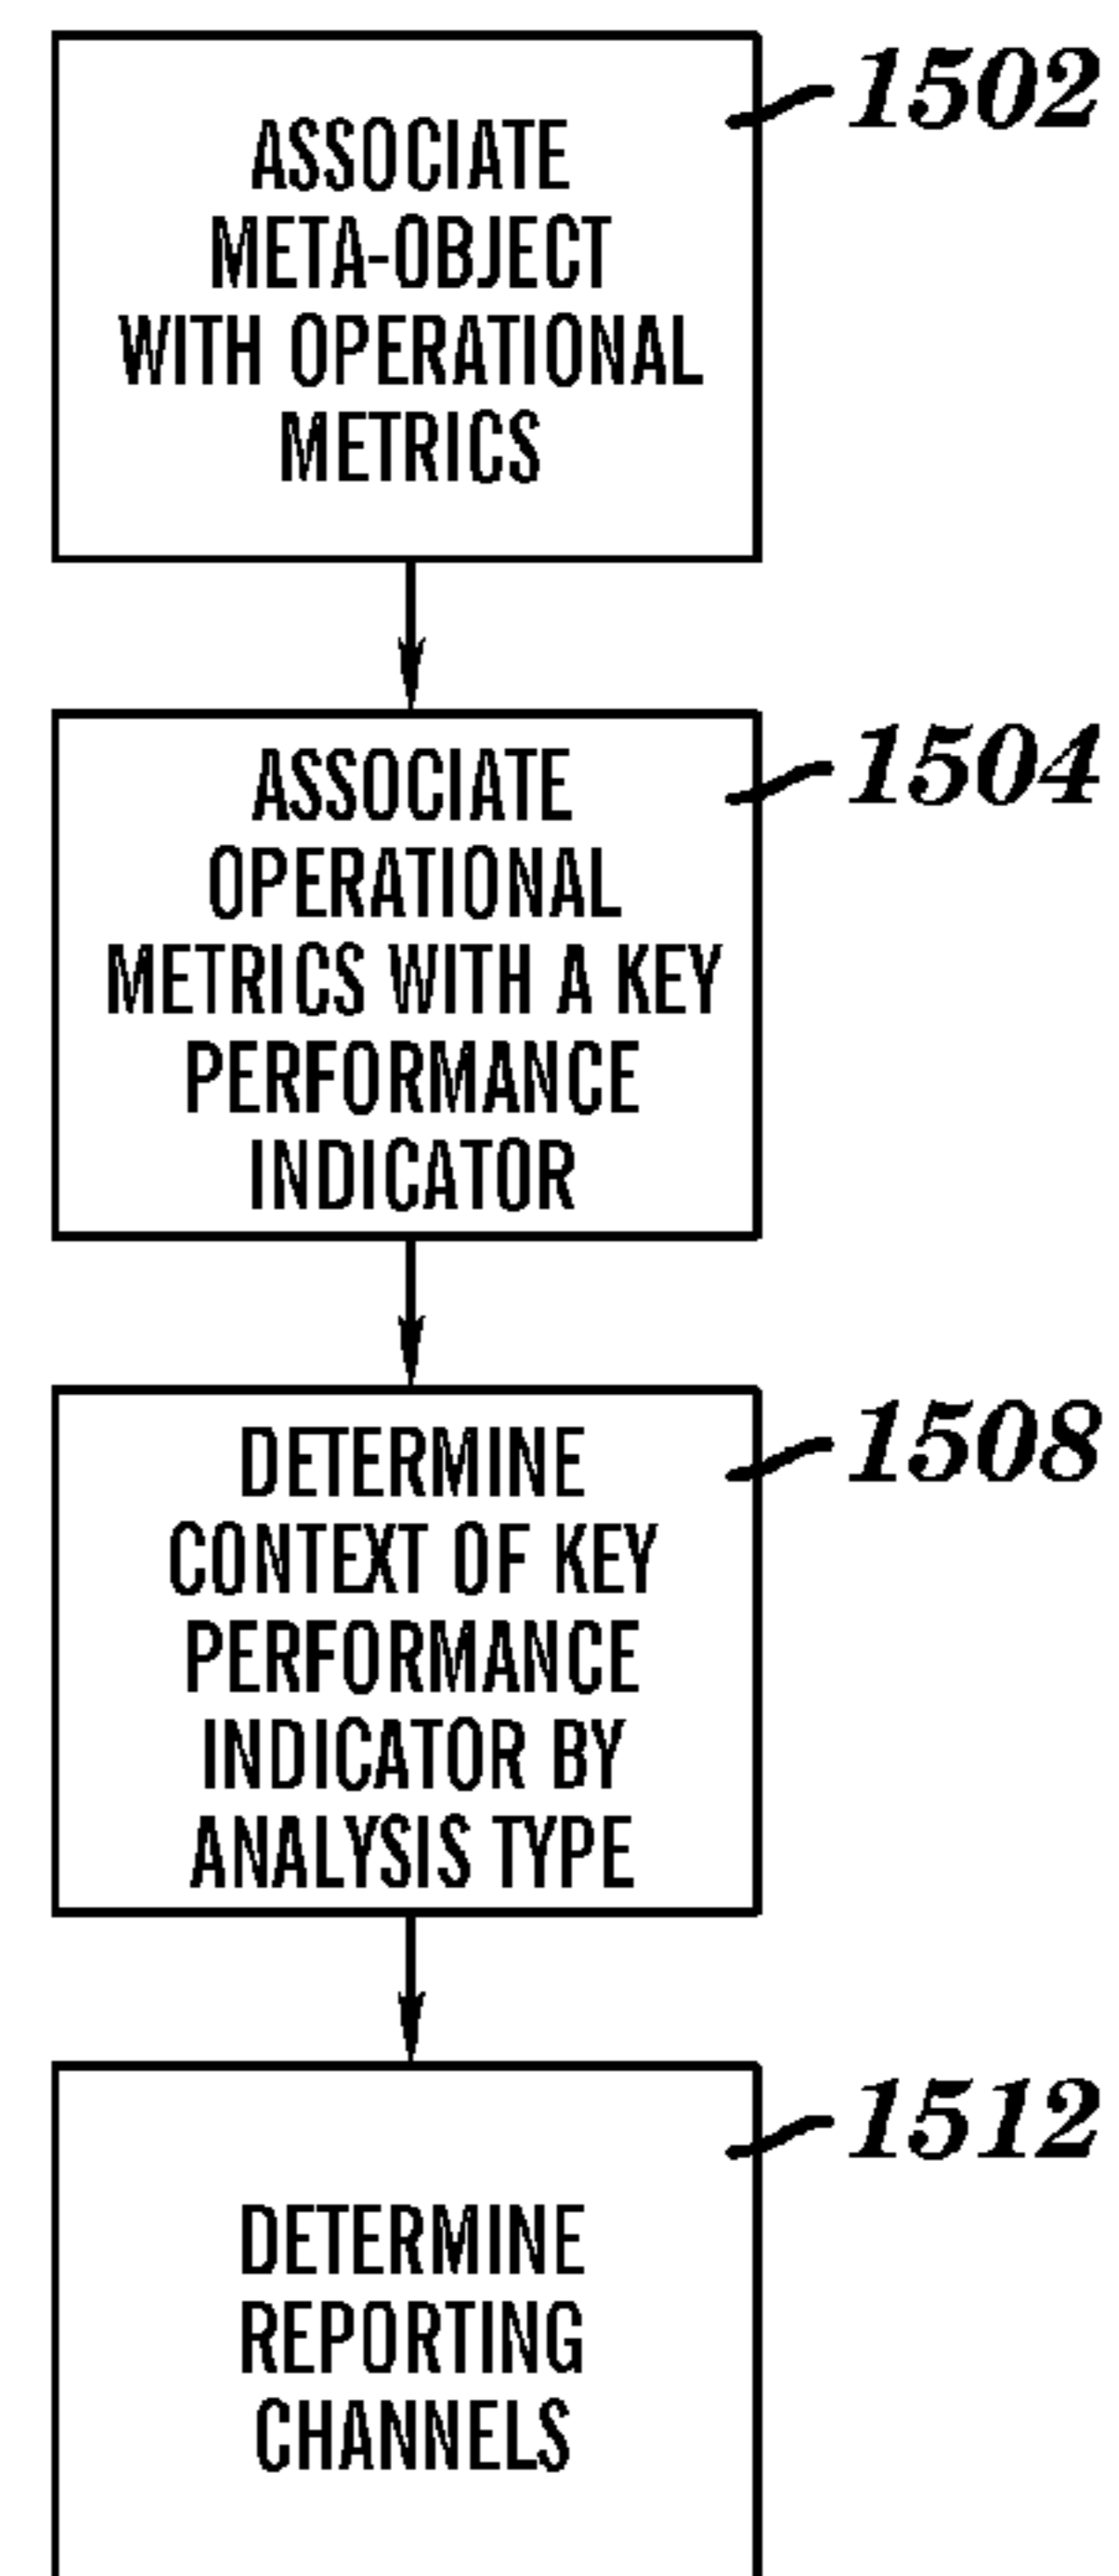 1502
ASSOCIATE
META-OBJECT
WITH OPERATIONAL
METRICS
1504
ASSOCIATE
OPERATIONAL
METRICS WITH A KEY
PERFORMANCE
INDICATOR
1508
DETERMINE
CONTEXT OF KEY
PERFORMANCE
INDICATOR BY
ANALYSIS TYPE
1512
DETERMINE
REPORTING
CHANNELS